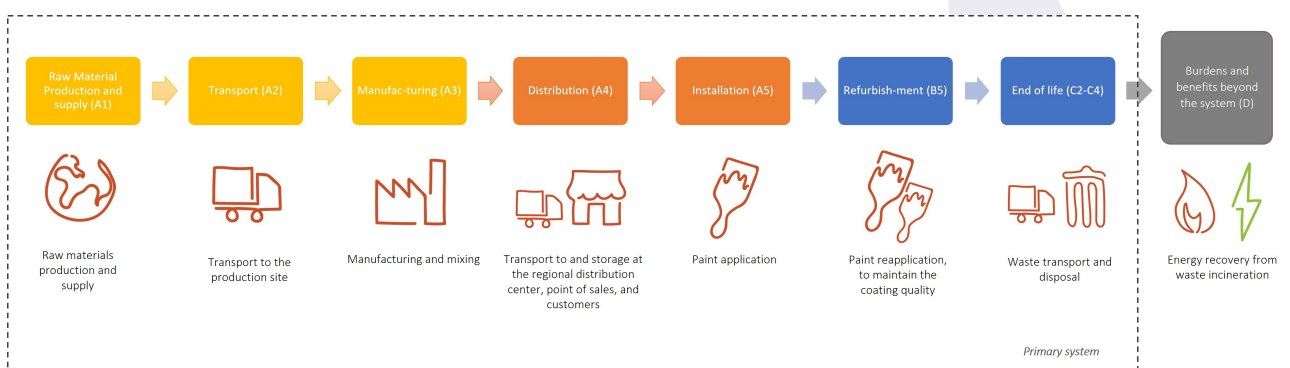 Raw Material
Production and
supply (A1)
Transport (A2)
Manufac-turing (A3)
Distribution (A4)
Installation (A5)
Refurbish-ment (B5)
End of life (C2-C4)
Burdens and
benefits beyond
the system (D)
Raw materials
production and
supply
Transport to the
production site
Manufacturing and mixing
Transport to and storage at
the regional distribution
center, point of sales, and
customers
Paint application
Paint reapplication,
to maintain the
coating quality
Waste transport and
disposal
Energy recovery from
waste incineration
Primary system